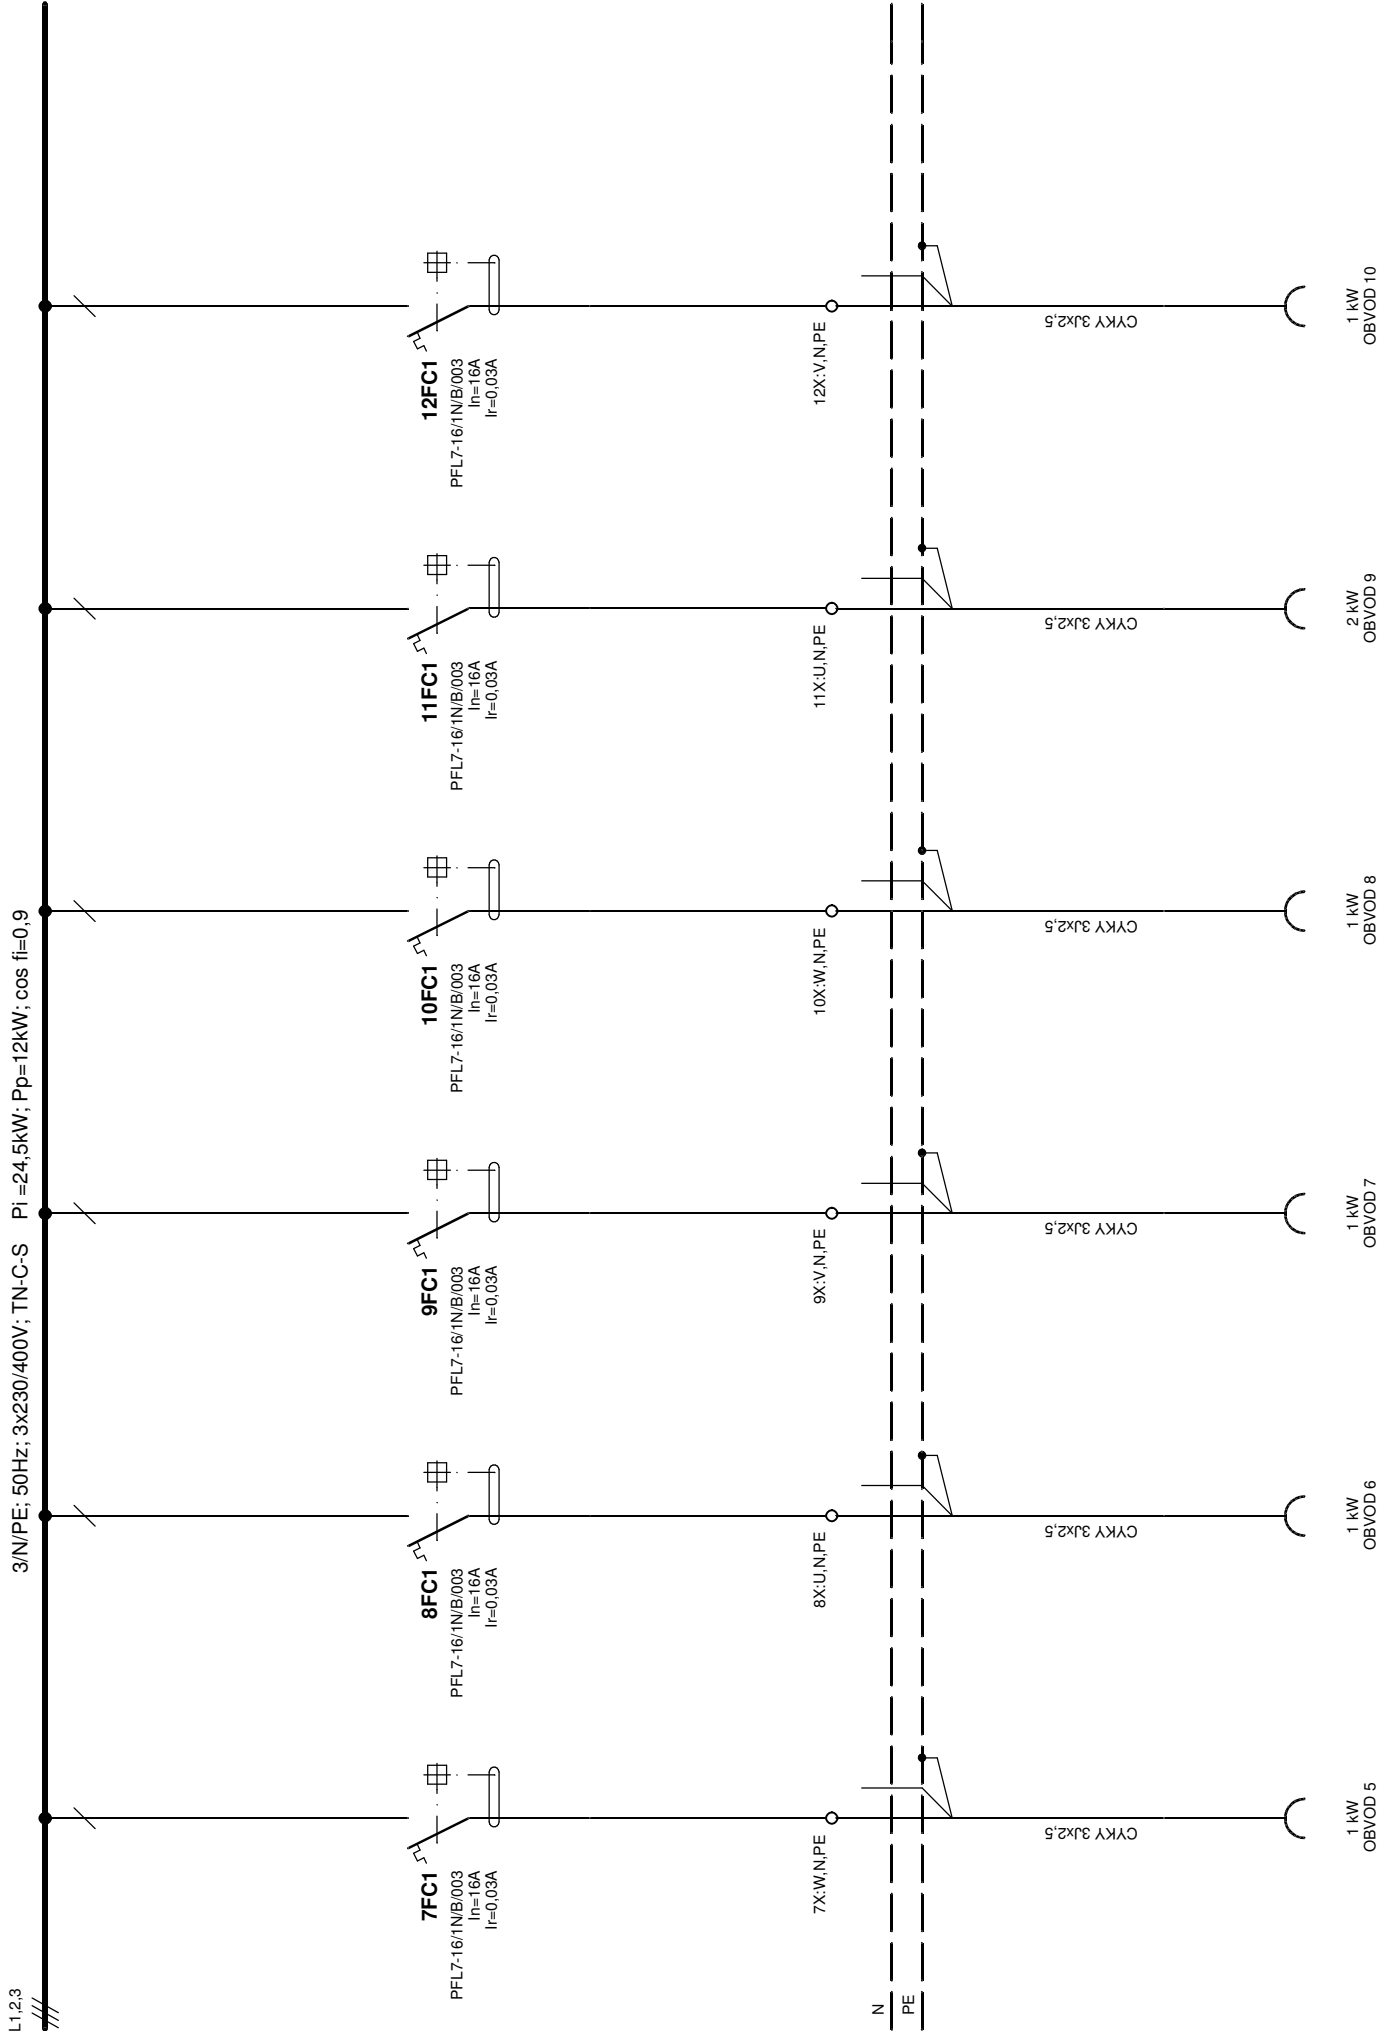 L1,2,3
3/N/PE; 50Hz; 3x230/400V; TN-C-S Pi =24,5kW; Pp=12kW; cos fi=0,9
7FC1
PFL7-16/1N/B/003
In=16A
Ir=0,03A
8FC1
PFL7-16/1N/B/003
In=16A
Ir=0,03A
9FC1
PFL7-16/1N/B/003
In=16A
Ir=0,03A
10FC1
PFL7-16/1N/B/003
In=16A
Ir=0,03A
11FC1
PFL7-16/1N/B/003
In=16A
Ir=0,03A
12FC1
PFL7-16/1N/B/003
In=16A
Ir=0,03A
7X:W,N,PE
8X:U,N,PE
9X:V,N,PE
10X:W,N,PE
11X:U,N,PE
12X:V,N,PE
N
PE
CYKY 3Jx2,5
CYKY 3Jx2,5
CYKY 3Jx2,5
CYKY 3Jx2,5
CYKY 3Jx2,5
CYKY 3Jx2,5
1 kW
OBVOD 5
1 kW
OBVOD 6
1 kW
OBVOD 7
1 kW
OBVOD 8
2 kW
OBVOD 9
1 kW
OBVOD 10